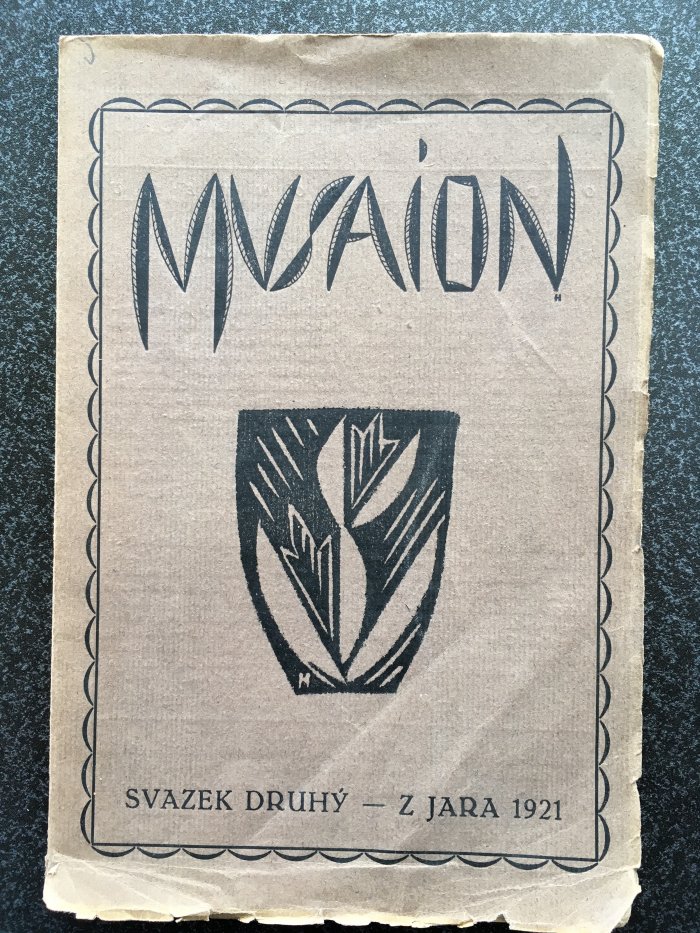 MVSAION
H
H
SVAZEK DRUHÝ — Z JARA 1921